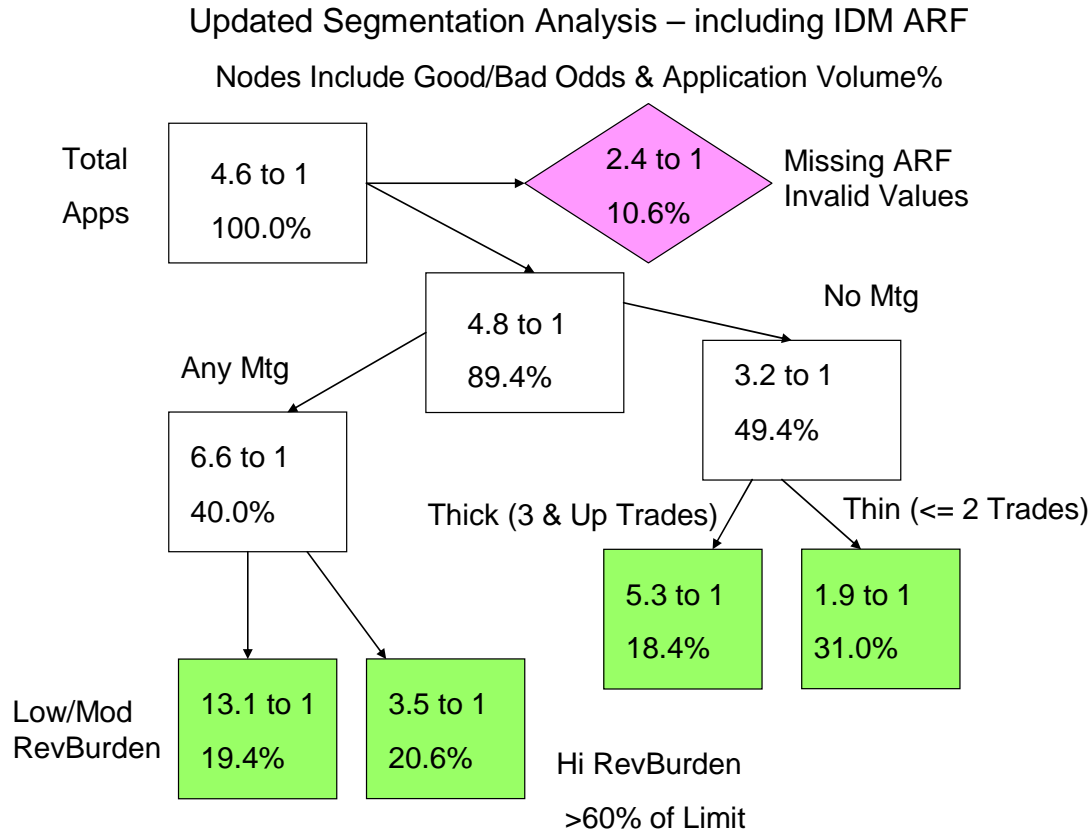 Updated Segmentation Analysis – including IDM ARF
Nodes Include Good/Bad Odds & Application Volume%
Total
Apps
4.6 to 1
100.0%
2.4 to 1
10.6%
Missing ARF
Invalid Values
4.8 to 1
89.4%
No Mtg
Any Mtg
3.2 to 1
49.4%
6.6 to 1
40.0%
Thick (3 & Up Trades)
Thin (<= 2 Trades)
5.3 to 1
18.4%
1.9 to 1
31.0%
Low/Mod
RevBurden
13.1 to 1
19.4%
3.5 to 1
20.6%
Hi RevBurden
>60% of Limit